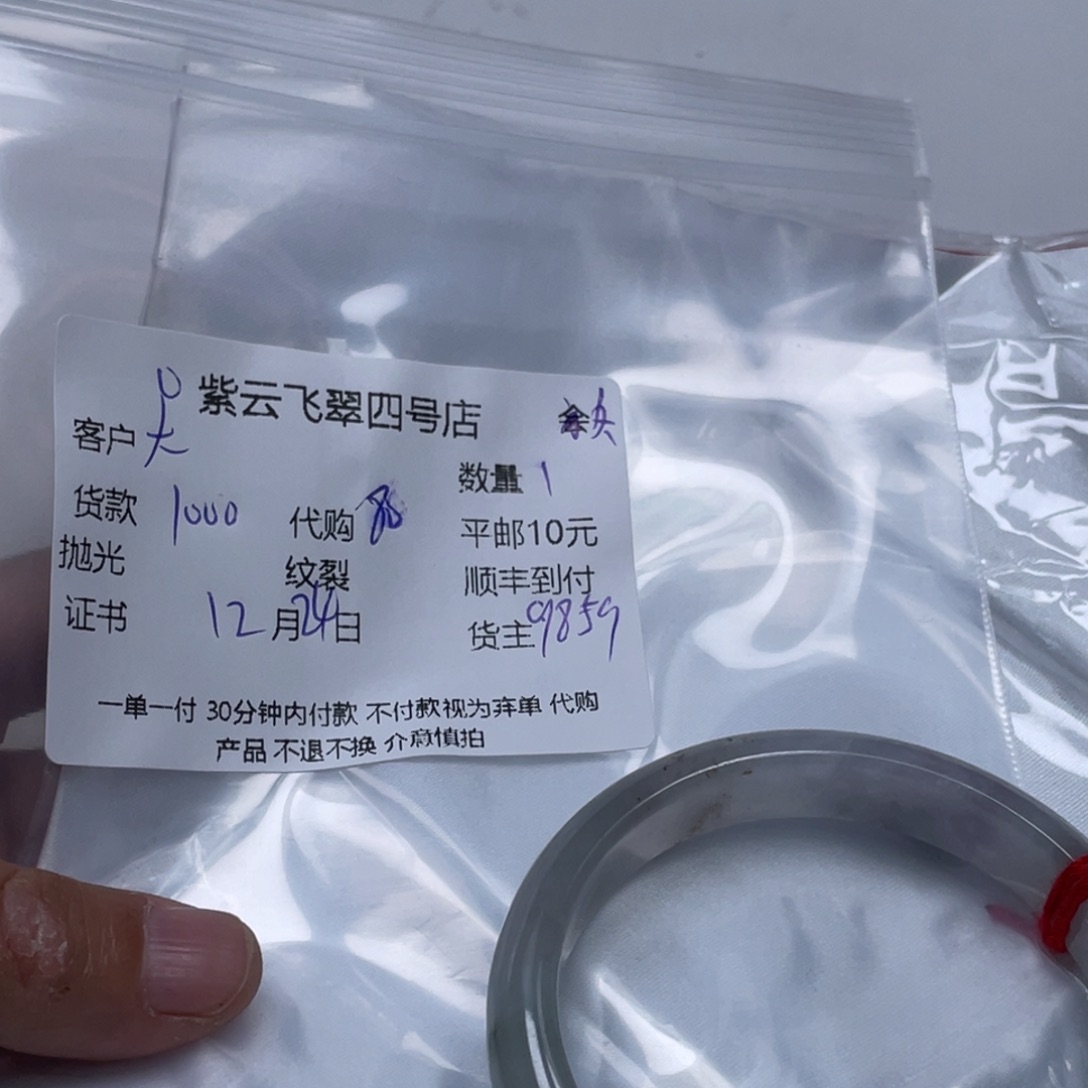 紫云飞翠四号店
客户
数量 1
货款 1000 代购
平邮10元
抛光 纹裂
顺丰到付
证书 12月24日
货主 9859
一单一付 30分钟内付款 不付款视为弃单 代购
产品 不退不换 介意慎拍